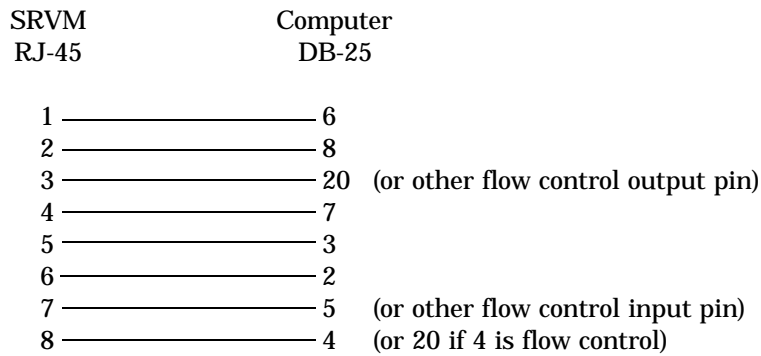 SRVM Computer
RJ-45 DB-25
1 6
2 8
3 20 (or other flow control output pin)
4 7
5 3
6 2
7 5 (or other flow control input pin)
8 4 (or 20 if 4 is flow control)